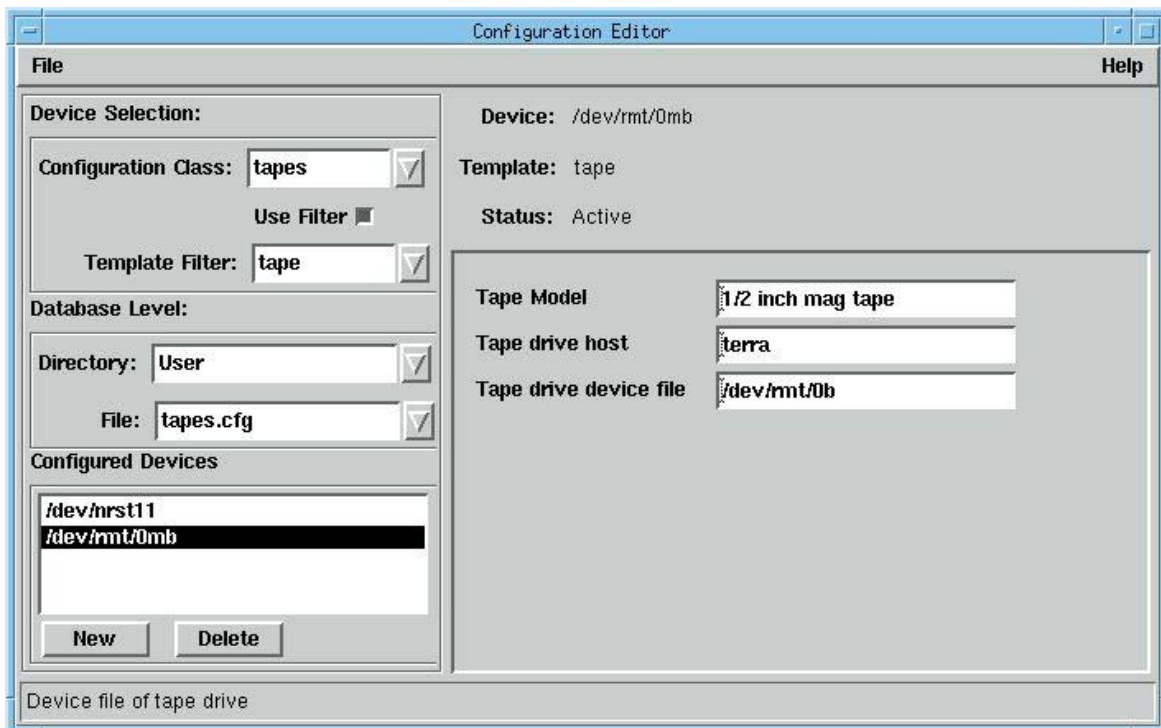 Configuration Editor
File Help
Device Selection:
Configuration Class: tapes
Use Filter
Template Filter: tape
Database Level:
Directory: User
File: tapes.cfg
Configured Devices
/dev/nrst11
/dev/rmt/0mb
New Delete
Device: /dev/rmt/0mb
Template: tape
Status: Active
Tape Model 1/2 inch mag tape
Tape drive host terra
Tape drive device file /dev/rmt/0b
Device file of tape drive